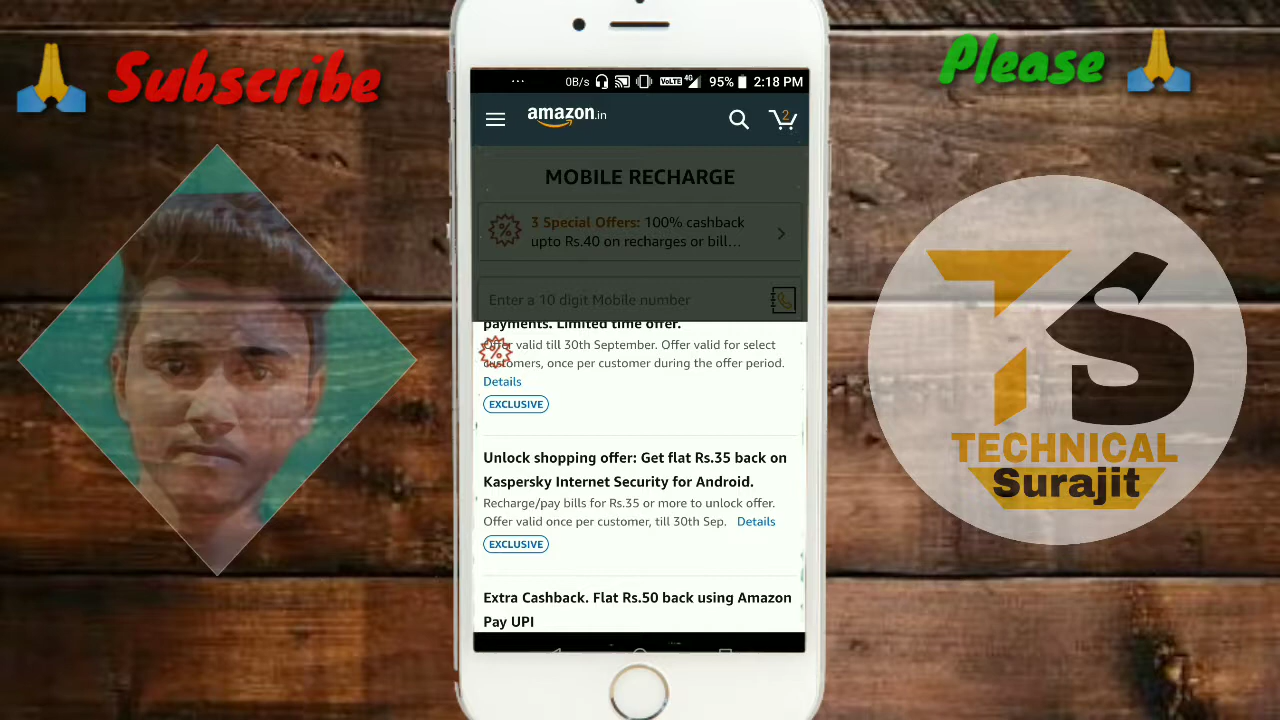 Subscribe
Please
0B/s VoLTE 4G 95% 2:18 PM
amazon.in
2
MOBILE RECHARGE
3 Special Offers: 100% cashback
upto Rs.40 on recharges or bill...
Enter a 10 digit Mobile number
payments. Limited time offer.
Offer valid till 30th September. Offer valid for select
customers, once per customer during the offer period.
Details
EXCLUSIVE
Unlock shopping offer: Get flat Rs.35 back on
Kaspersky Internet Security for Android.
Recharge/pay bills for Rs.35 or more to unlock offer.
Offer valid once per customer, till 30th Sep. Details
EXCLUSIVE
Extra Cashback. Flat Rs.50 back using Amazon
Pay UPI
TS
TECHNICAL
Surajit